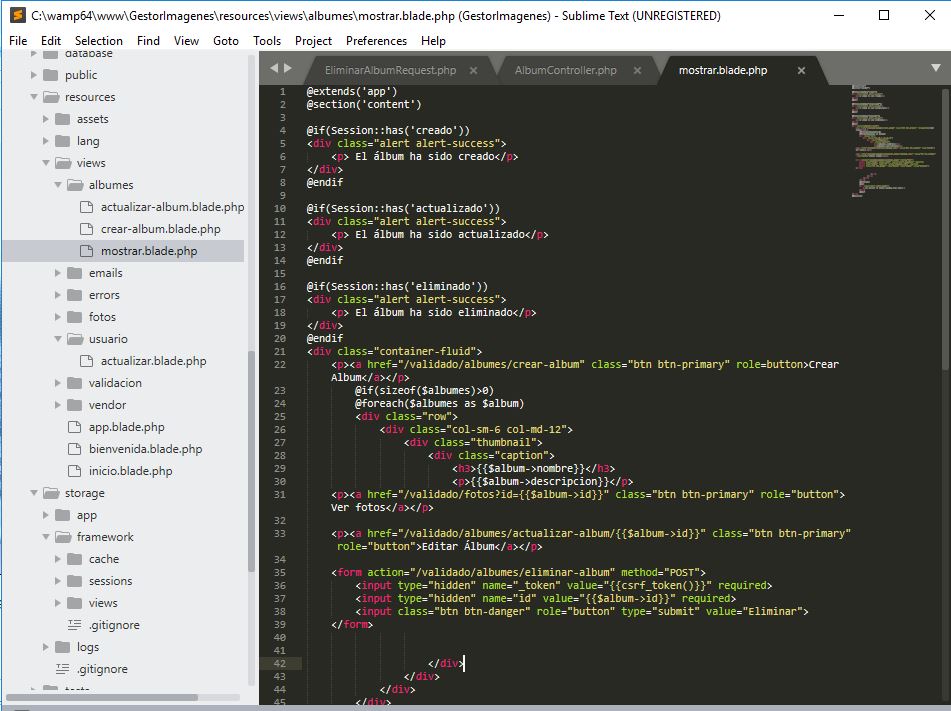 C:\wamp64\www\GestorImagenes\resources\views\albumes\mostrar.blade.php (GestorImagenes) - Sublime Text (UNREGISTERED)
File Edit Selection Find View Goto Tools Project Preferences Help
database
public
resources
assets
lang
views
albumes
actualizar-album.blade.php
crear-album.blade.php
mostrar.blade.php
emails
errors
fotos
usuario
actualizar.blade.php
validacion
vendor
app.blade.php
bienvenida.blade.php
inicio.blade.php
storage
app
framework
cache
sessions
views
.gitignore
logs
.gitignore
tests
EliminarAlbumRequest.php × AlbumController.php × mostrar.blade.php ×
1 @extends('app')
2 @section('content')
3
4 @if(Session::has('creado'))
5 <div class="alert alert-success">
6 <p> El álbum ha sido creado</p>
7 </div>
8 @endif
9
10 @if(Session::has('actualizado'))
11 <div class="alert alert-success">
12 <p> El álbum ha sido actualizado</p>
13 </div>
14 @endif
15
16 @if(Session::has('eliminado'))
17 <div class="alert alert-success">
18 <p> El álbum ha sido eliminado</p>
19 </div>
20 @endif
21 <div class="container-fluid">
22 <p><a href="/validado/albumes/crear-album" class="btn btn-primary" role=button>Crear
Album</a></p>
23 @if(sizeof($albumes)>0)
24 @foreach($albumes as $album)
25 <div class="row">
26 <div class="col-sm-6 col-md-12">
27 <div class="thumbnail">
28 <div class="caption">
29 <h3>{{$album->nombre}}</h3>
30 <p>{{$album->descripcion}}</p>
31 <p><a href="/validado/fotos?id={{$album->id}}" class="btn btn-primary" role="button">
Ver fotos</a></p>
32
33 <p><a href="/validado/albumes/actualizar-album/{{$album->id}}" class="btn btn-primary"
role="button">Editar Álbum</a></p>
34
35 <form action="/validado/albumes/eliminar-album" method="POST">
36 <input type="hidden" name="_token" value="{{csrf_token()}}" required>
37 <input type="hidden" name="id" value="{{$album->id}}" required>
38 <input class="btn btn-danger" role="button" type="submit" value="Eliminar">
39 </form>
40
41
42 </div>
43 </div>
44 </div>
45 </div>